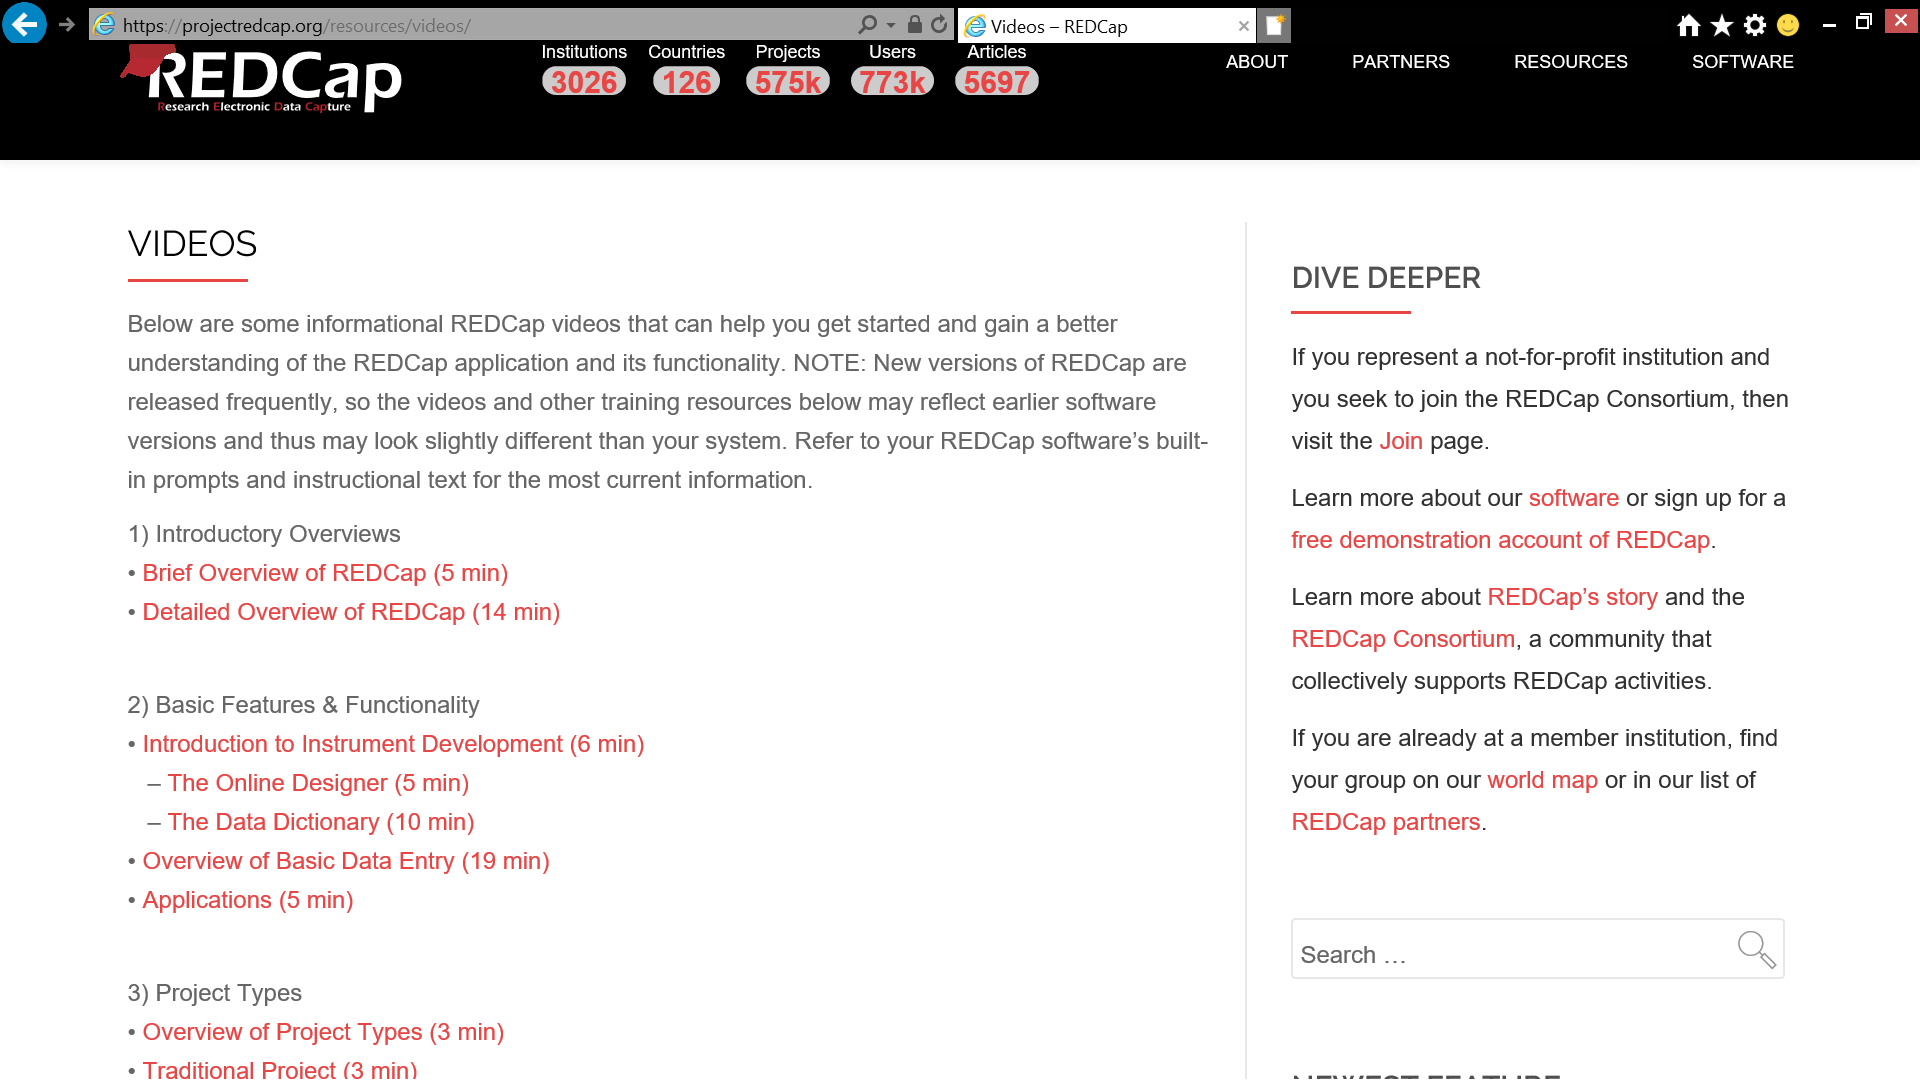 https://projectredcap.org/resources/videos/
Videos – REDCap
REDCap
Research Electronic Data Capture
Institutions Countries Projects Users Articles
3026 126 575k 773k 5697
ABOUT PARTNERS RESOURCES SOFTWARE
VIDEOS
Below are some informational REDCap videos that can help you get started and gain a better
understanding of the REDCap application and its functionality. NOTE: New versions of REDCap are
released frequently, so the videos and other training resources below may reflect earlier software
versions and thus may look slightly different than your system. Refer to your REDCap software’s built-
in prompts and instructional text for the most current information.
1) Introductory Overviews
• Brief Overview of REDCap (5 min)
• Detailed Overview of REDCap (14 min)
2) Basic Features & Functionality
• Introduction to Instrument Development (6 min)
– The Online Designer (5 min)
– The Data Dictionary (10 min)
• Overview of Basic Data Entry (19 min)
• Applications (5 min)
3) Project Types
• Overview of Project Types (3 min)
• Traditional Project (3 min)
DIVE DEEPER
If you represent a not-for-profit institution and
you seek to join the REDCap Consortium, then
visit the Join page.
Learn more about our software or sign up for a
free demonstration account of REDCap.
Learn more about REDCap’s story and the
REDCap Consortium, a community that
collectively supports REDCap activities.
If you are already at a member institution, find
your group on our world map or in our list of
REDCap partners.
Search …
NEWEST FEATURE